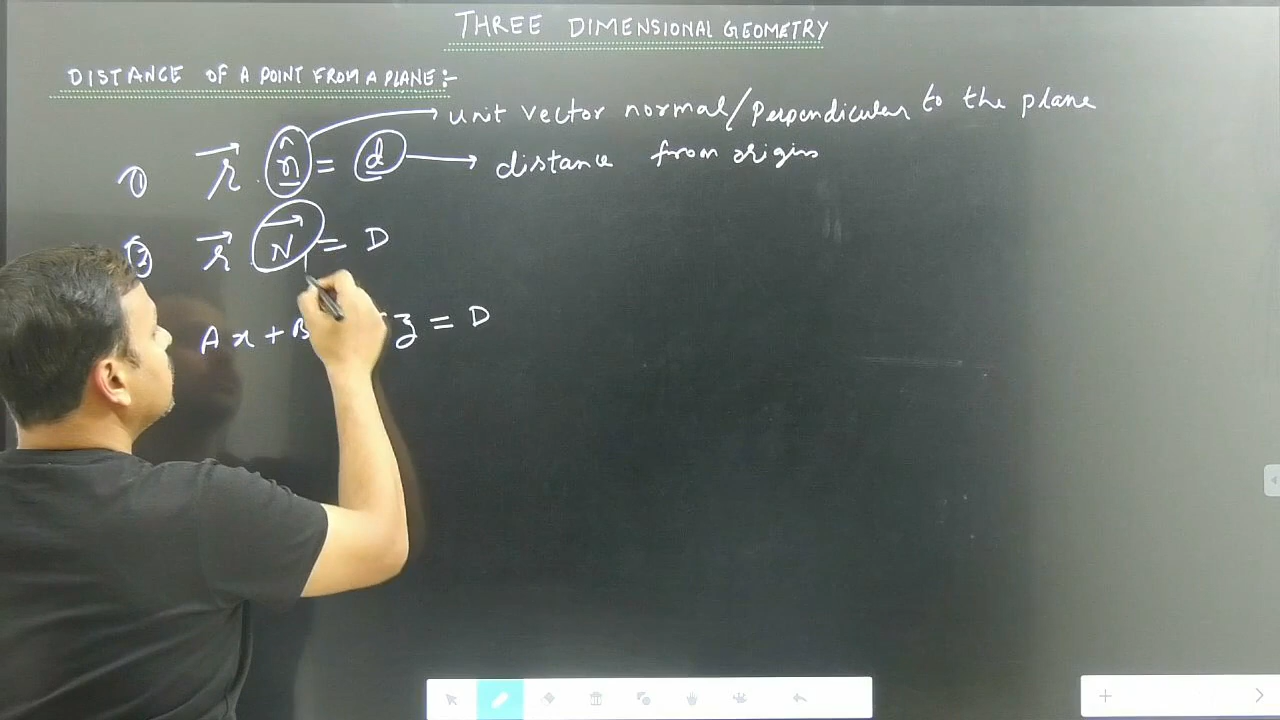 THREE DIMENSIONAL GEOMETRY
DISTANCE OF A POINT FROM A PLANE:-
① r⃗ . n̂ = d
unit vector normal/Perpendicular to the plane
distance from origin
② r⃗ N⃗ = D
Ax + B z = D